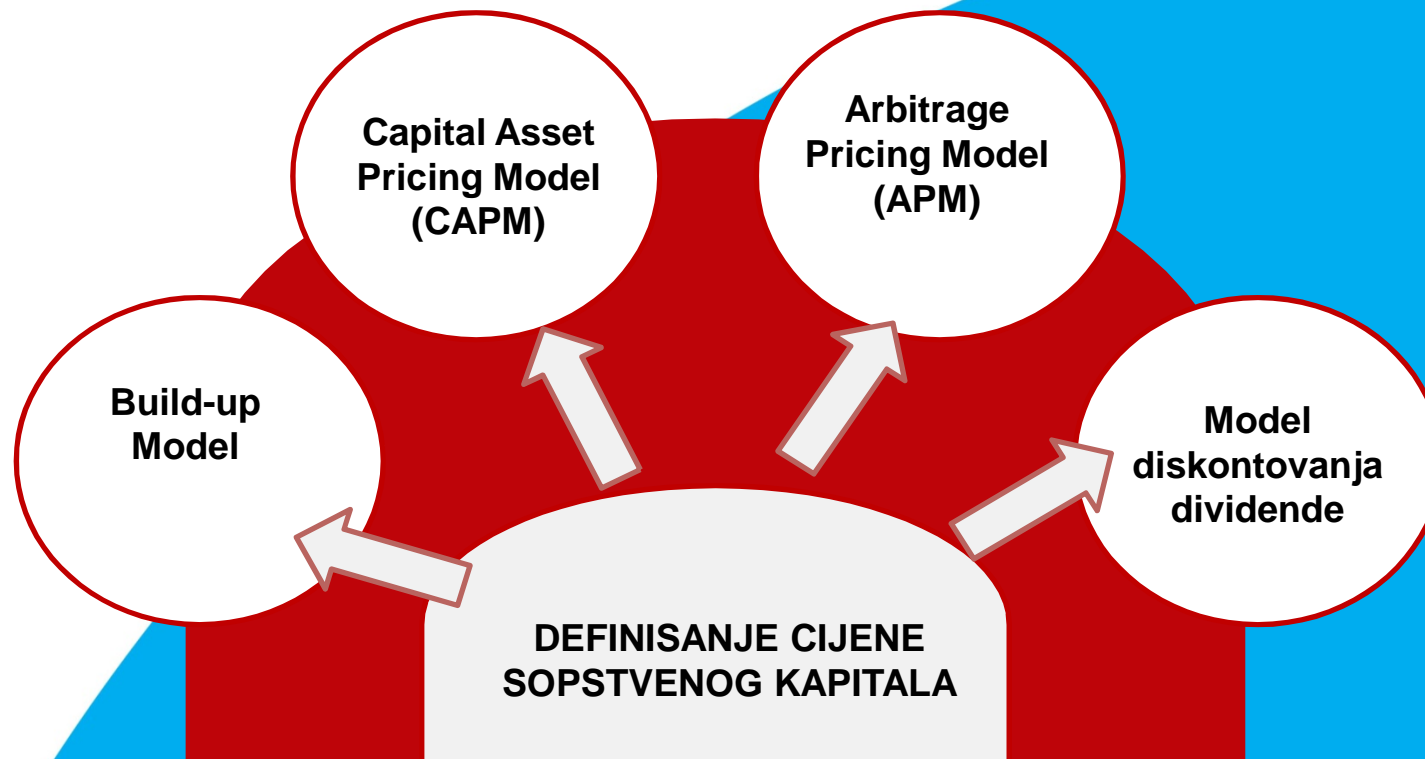 Capital Asset
Pricing Model
(CAPM)
Arbitrage
Pricing Model
(APM)
Build-up
Model
Model
diskontovanja
dividende
DEFINISANJE CIJENE
SOPSTVENOG KAPITALA